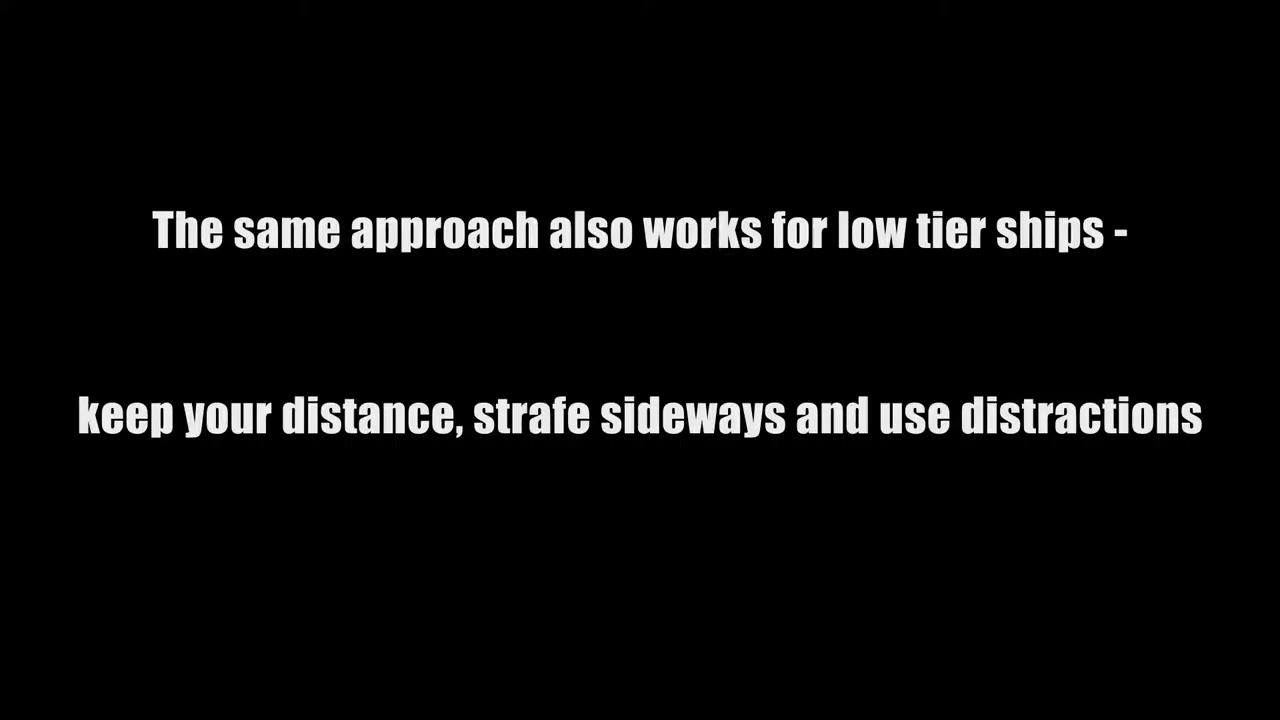 The same approach also works for low tier ships -
keep your distance, strafe sideways and use distractions